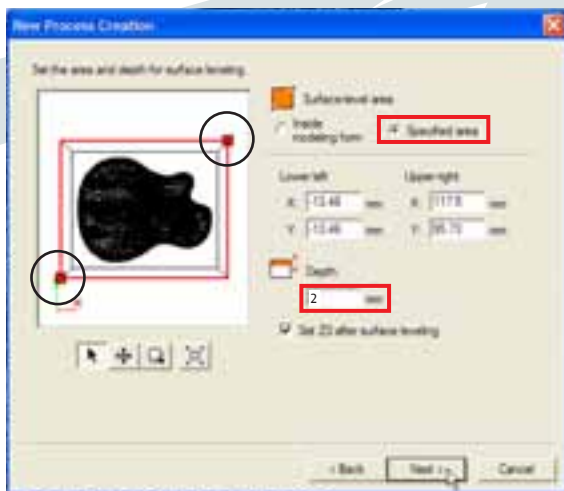 New Process Creation
Set the area and depth for surface leveling.
Surface-level area
Inside modeling form
Specified area
Lower left
Upper right
X: -13.46 mm
X: 117.8 mm
Y: -13.46 mm
Y: mm
Depth
2 mm
Set Z0 after surface leveling
< Back
Next >
Cancel